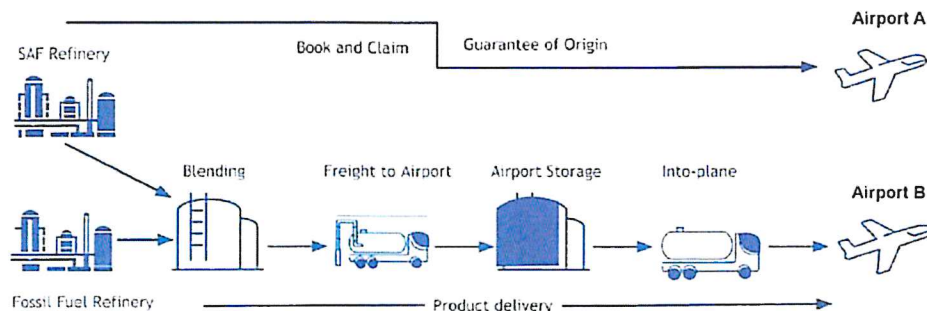 Airport A
Book and Claim
Guarantee of Origin
SAF Refinery
Blending
Freight to Airport
Airport Storage
Into-plane
Airport B
Fossil Fuel Refinery
Product delivery